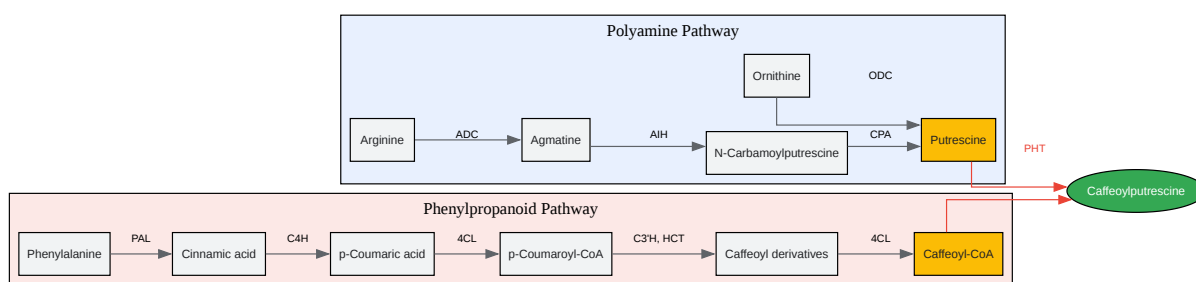 Polyamine Pathway
Ornithine
ODC
Arginine
ADC
Agmatine
AIH
N-Carbamoylputrescine
CPA
Putrescine
PHT
Caffeoylputrescine
Phenylpropanoid Pathway
Phenylalanine
PAL
Cinnamic acid
C4H
p-Coumaric acid
4CL
p-Coumaroyl-CoA
C3'H, HCT
Caffeoyl derivatives
4CL
Caffeoyl-CoA